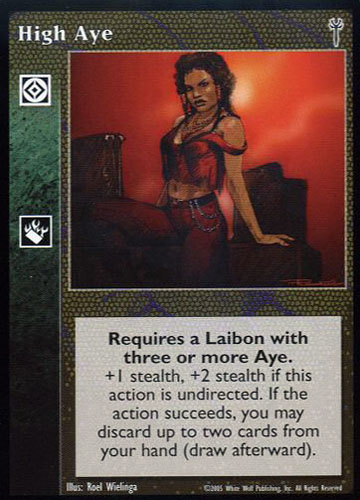 High Aye
Requires a Laibon with
three or more Aye.
+1 stealth, +2 stealth if this
action is undirected. If the
action succeeds, you may
discard up to two cards from
your hand (draw afterward).
Illus: Roel Wielinga
©2005 White Wolf Publishing, Inc. All Rights Reserved